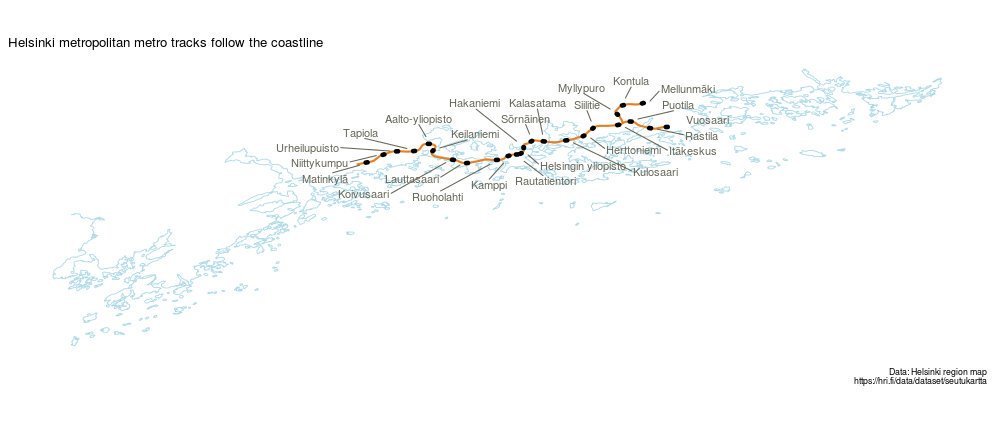 Helsinki metropolitan metro tracks follow the coastline
Kontula
Myllypuro
Mellunmäki
Hakaniemi
Kalasatama
Siilitie
Puotila
Aalto-yliopisto
Sörnäinen
Vuosaari
Tapiola
Keilaniemi
Rastila
Urheilupuisto
Herttoniemi
Itäkeskus
Niittykumpu
Helsingin yliopisto
Kulosaari
Matinkylä
Lauttasaari
Rautatientori
Koivusaari
Ruoholahti
Kamppi
Data: Helsinki region map
https://hri.fi/data/dataset/seutukartta